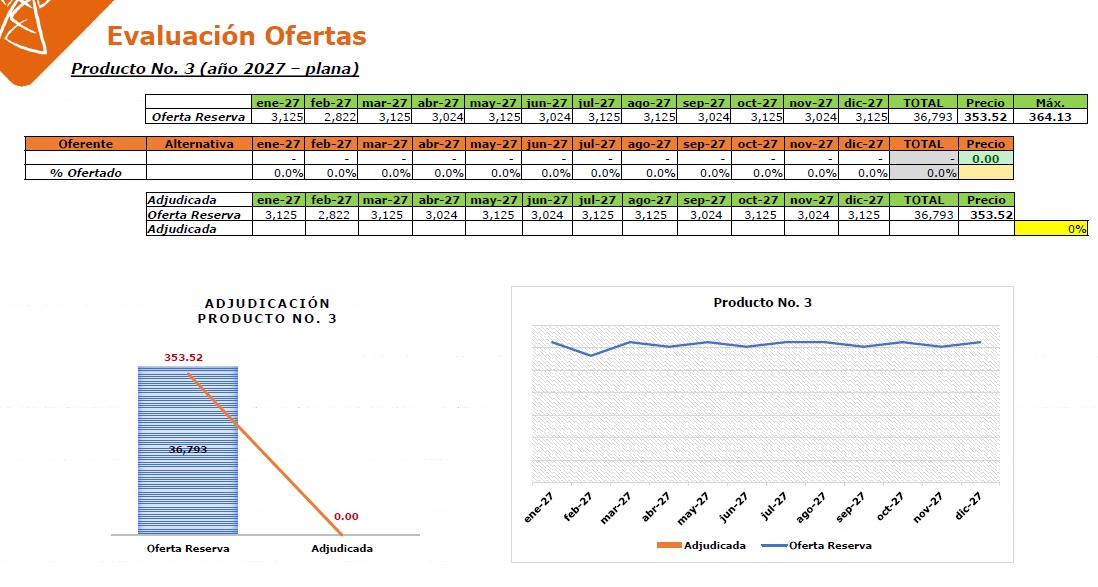 Evaluación Ofertas
Producto No. 3 (año 2027 – plana)
ene-27 feb-27 mar-27 abr-27 may-27 jun-27 jul-27 ago-27 sep-27 oct-27 nov-27 dic-27 TOTAL Precio Máx.
Oferta Reserva 3,125 2,822 3,125 3,024 3,125 3,024 3,125 3,125 3,024 3,125 3,024 3,125 36,793 353.52 364.13
Oferente Alternativa ene-27 feb-27 mar-27 abr-27 may-27 jun-27 jul-27 ago-27 sep-27 oct-27 nov-27 dic-27 TOTAL Precio
- - - - - - - - - - - - - 0.00
% Ofertado 0.0% 0.0% 0.0% 0.0% 0.0% 0.0% 0.0% 0.0% 0.0% 0.0% 0.0% 0.0% 0.0%
Adjudicada ene-27 feb-27 mar-27 abr-27 may-27 jun-27 jul-27 ago-27 sep-27 oct-27 nov-27 dic-27 TOTAL Precio
Oferta Reserva 3,125 2,822 3,125 3,024 3,125 3,024 3,125 3,125 3,024 3,125 3,024 3,125 36,793 353.52
Adjudicada 0%
ADJUDICACIÓN
PRODUCTO NO. 3
353.52
36,793
0.00
Oferta Reserva Adjudicada
Producto No. 3
ene-27 feb-27 mar-27 abr-27 may-27 jun-27 jul-27 ago-27 sep-27 oct-27 nov-27 dic-27
Adjudicada Oferta Reserva